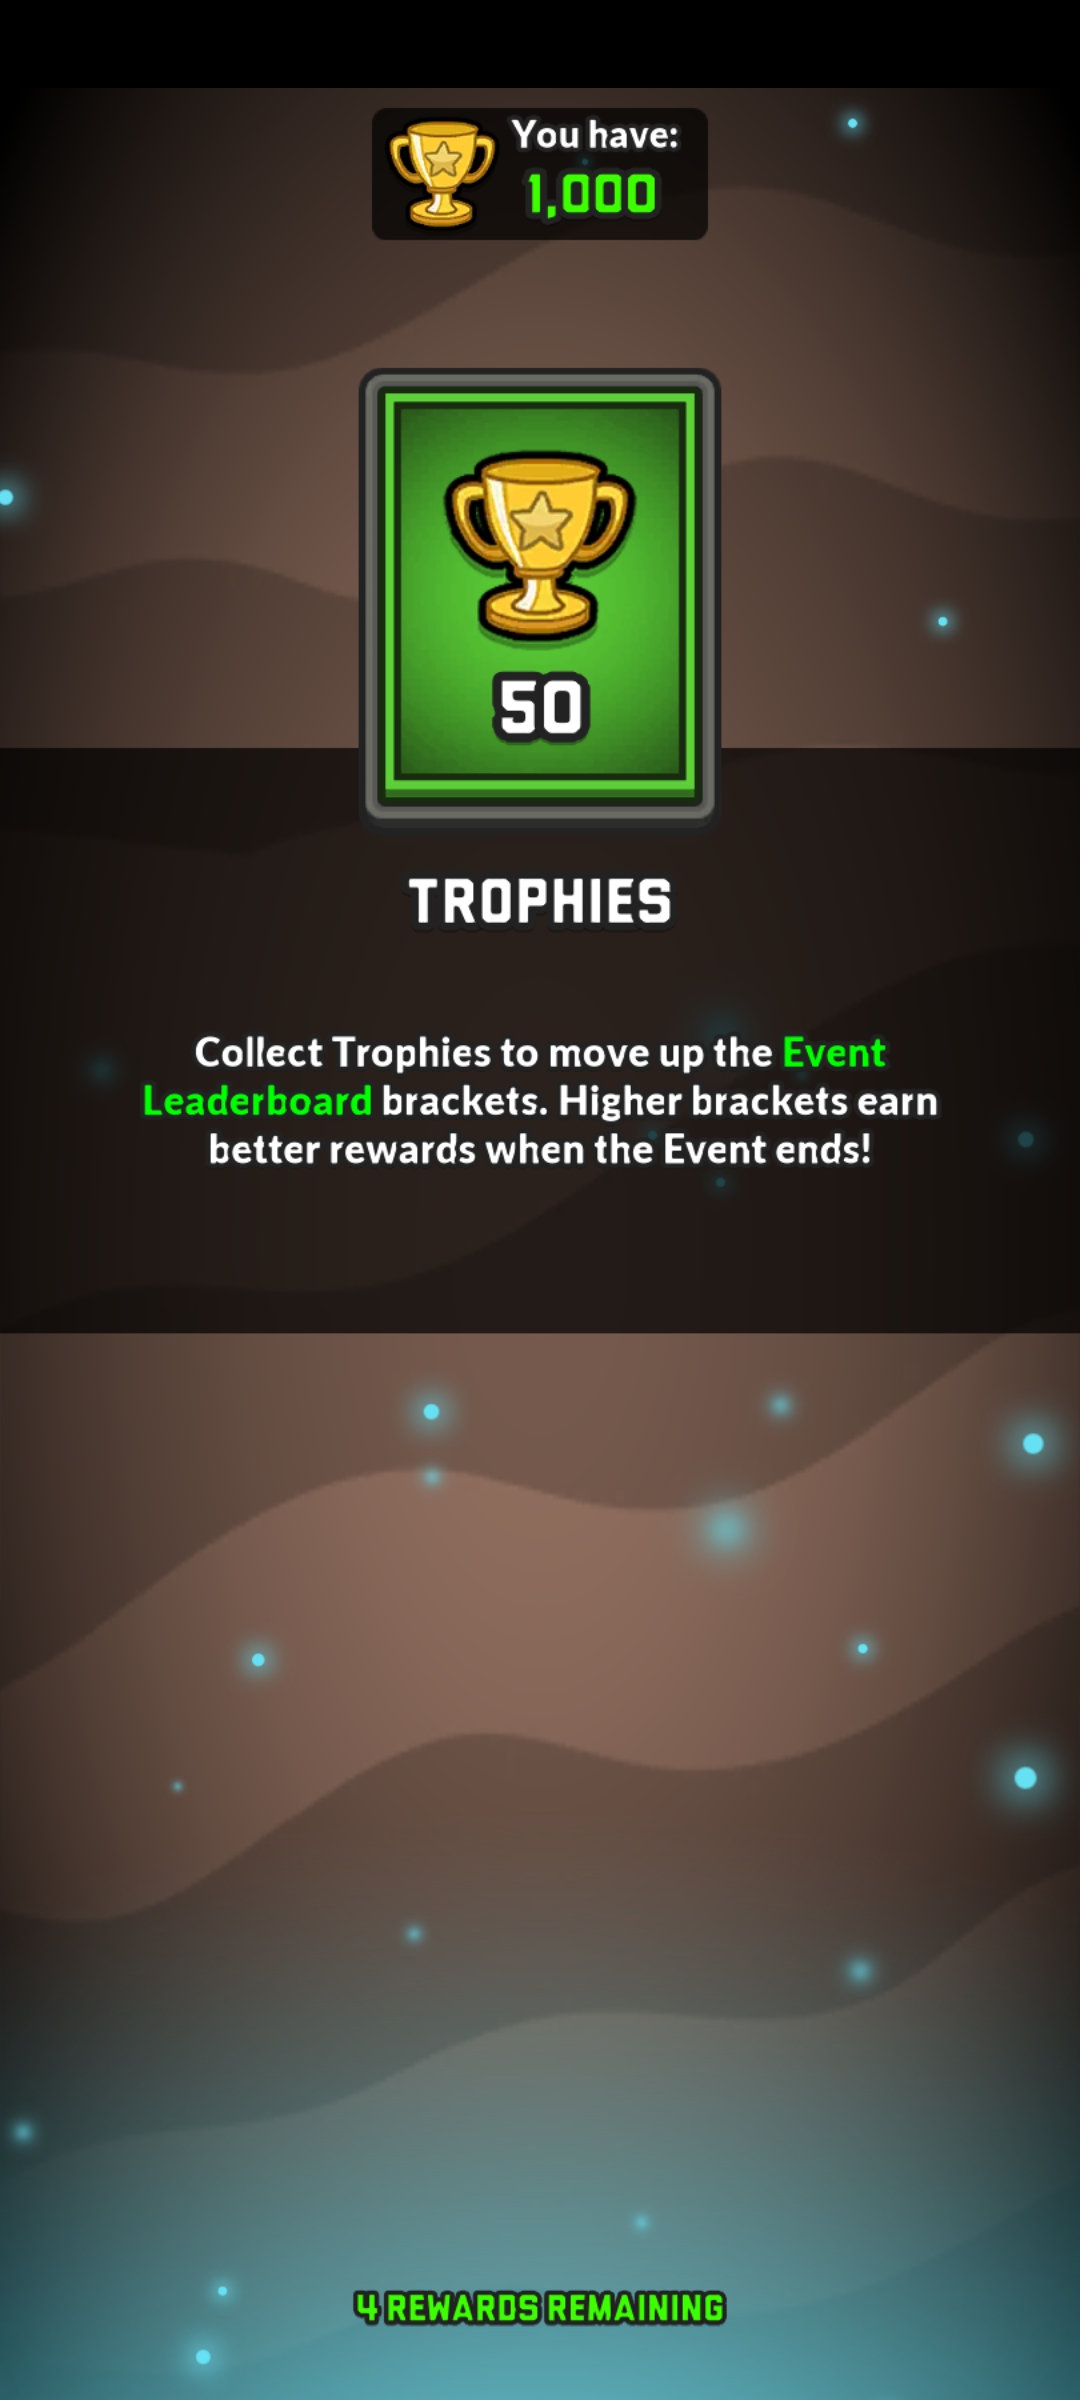 You have:
1,000
50
TROPHIES
Collect Trophies to move up the Event
Leaderboard brackets. Higher brackets earn
better rewards when the Event ends!
4 REWARDS REMAINING